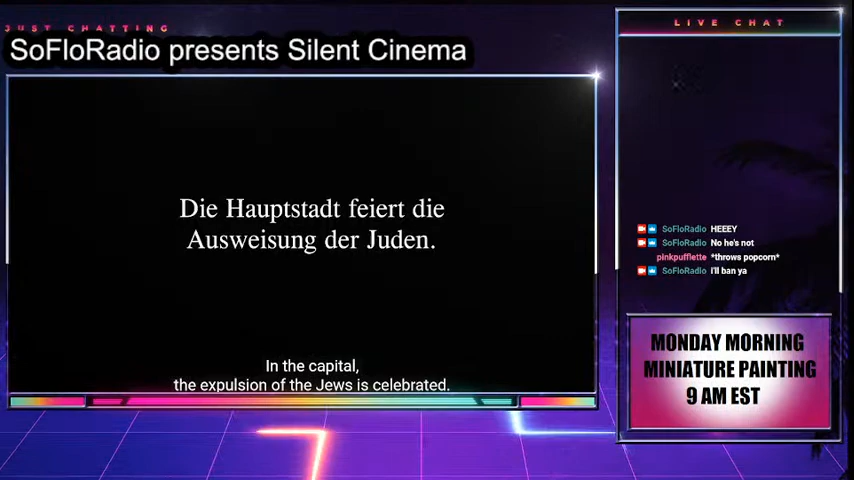 JUST CHATTING
SoFloRadio presents Silent Cinema
Die Hauptstadt feiert die
Ausweisung der Juden.
In the capital,
the expulsion of the Jews is celebrated.
LIVE CHAT
SoFloRadio HEEEY
SoFloRadio No he's not
pinkpufflette *throws popcorn*
SoFloRadio i'll ban ya
MONDAY MORNING
MINIATURE PAINTING
9 AM EST